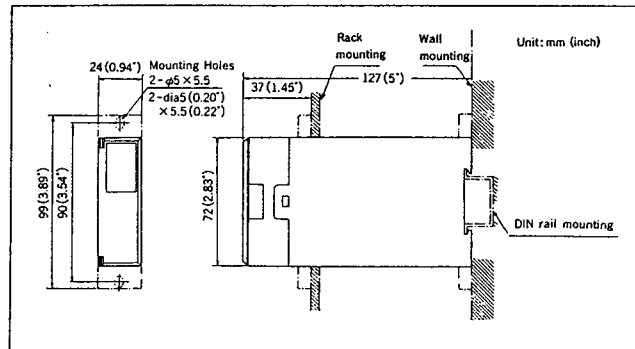 24 (0.94")
Mounting Holes
2-φ5×5.5
2-dia5(0.20")
×5.5(0.22")
Rack
mounting
Wall
mounting
Unit: mm (inch)
127 (5")
37 (1.45")
99 (3.89")
90 (3.54")
72 (2.83")
DIN rail mounting